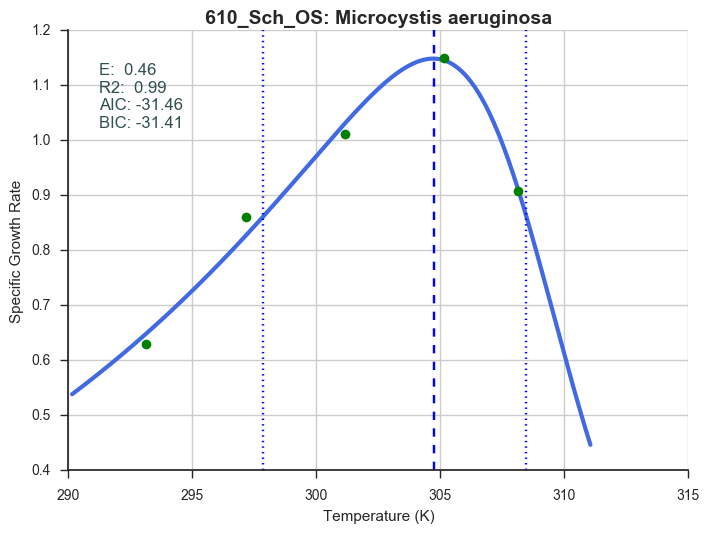 610_Sch_OS: Microcystis aeruginosa
E:  0.46
R2:  0.99
AIC: -31.46
BIC: -31.41
Specific Growth Rate
1.2
1.1
1.0
0.9
0.8
0.7
0.6
0.5
0.4
290 295 300 305 310 315
Temperature (K)